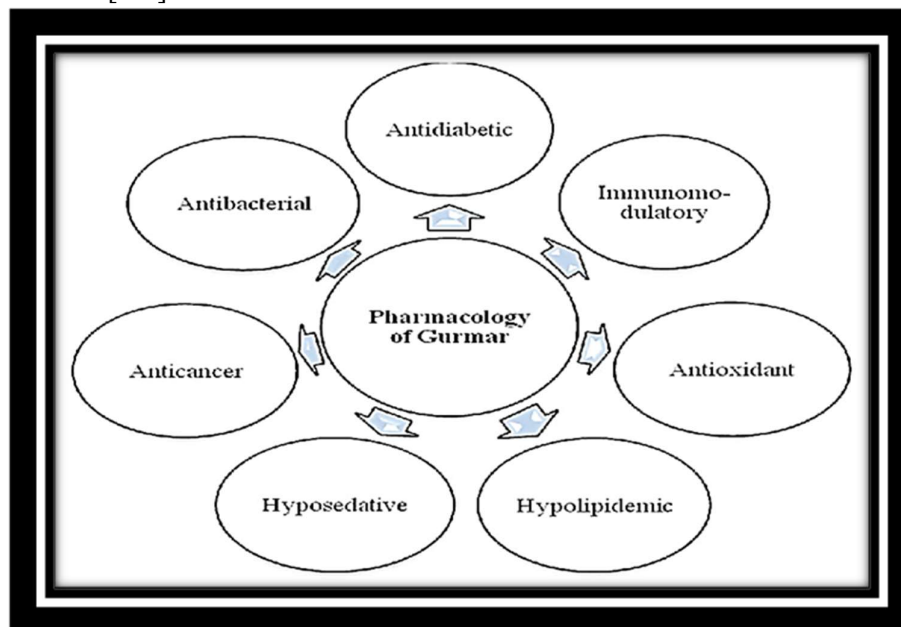 Antidiabetic
Immunomo-
dulatory
Antibacterial
Pharmacology
of Gurmar
Antioxidant
Anticancer
Hyposedative
Hypolipidemic